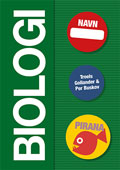 BIOLOGI
NAVN
Troels
Gollander &
Per Buskov
PIRANA